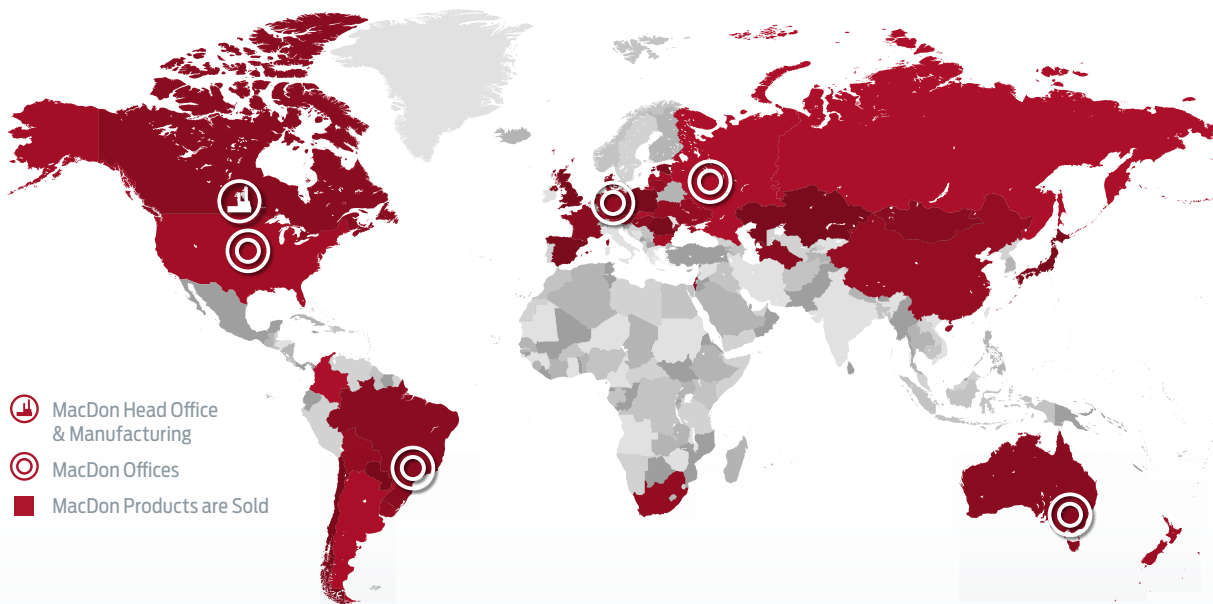 MacDon Head Office
& Manufacturing
MacDon Offices
MacDon Products are Sold